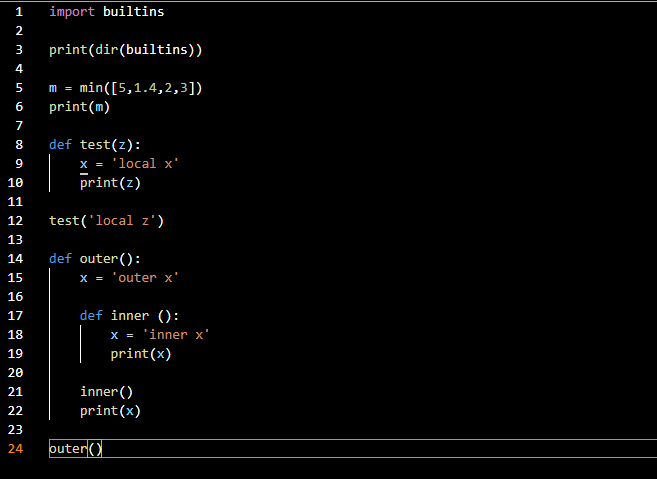 1 import builtins
2
3 print(dir(builtins))
4
5 m = min([5,1.4,2,3])
6 print(m)
7
8 def test(z):
9     x = 'local x'
10     print(z)
11
12 test('local z')
13
14 def outer():
15     x = 'outer x'
16
17     def inner ():
18         x = 'inner x'
19         print(x)
20
21     inner()
22     print(x)
23
24 outer()